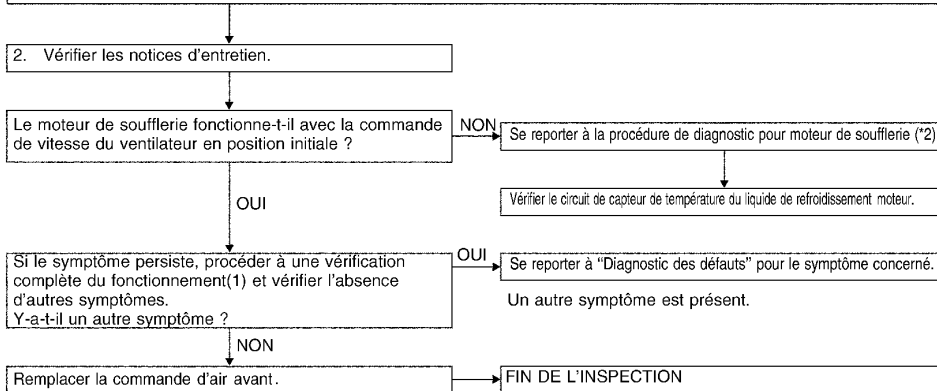 2. Vérifier les notices d'entretien.
Le moteur de soufflerie fonctionne-t-il avec la commande
de vitesse du ventilateur en position initiale ?
NON
Se reporter à la procédure de diagnostic pour moteur de soufflerie (*2)
Vérifier le circuit de capteur de température du liquide de refroidissement moteur.
OUI
Si le symptôme persiste, procéder à une vérification
complète du fonctionnement(1) et vérifier l'absence
d'autres symptômes.
Y-a-t-il un autre symptôme ?
OUI
Se reporter à "Diagnostic des défauts" pour le symptôme concerné.
Un autre symptôme est présent.
NON
Remplacer la commande d'air avant.
FIN DE L'INSPECTION